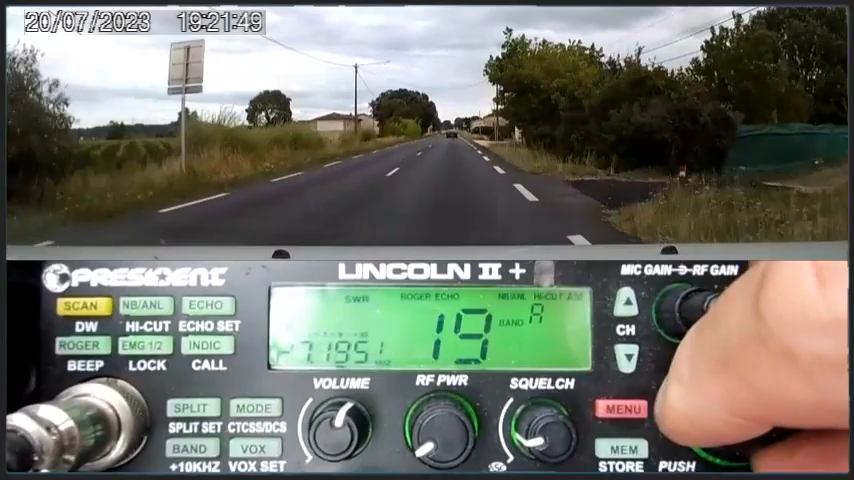 20/07/2023 19:21:49
PRESIDENT
LINCOLN II +
MIC GAIN RF GAIN
SCAN NB/ANL ECHO
DW HI-CUT ECHO SET
ROGER EMG 1/2 INDIC
BEEP LOCK CALL
SWR ROGER ECHO NB/ANL HI-CUT
19 BAND A
CH
VOLUME RF PWR SQUELCH
SPLIT MODE
SPLIT SET CTCSS/DCS
BAND VOX
+10KHZ VOX SET
MENU
MEM
STORE PUSH